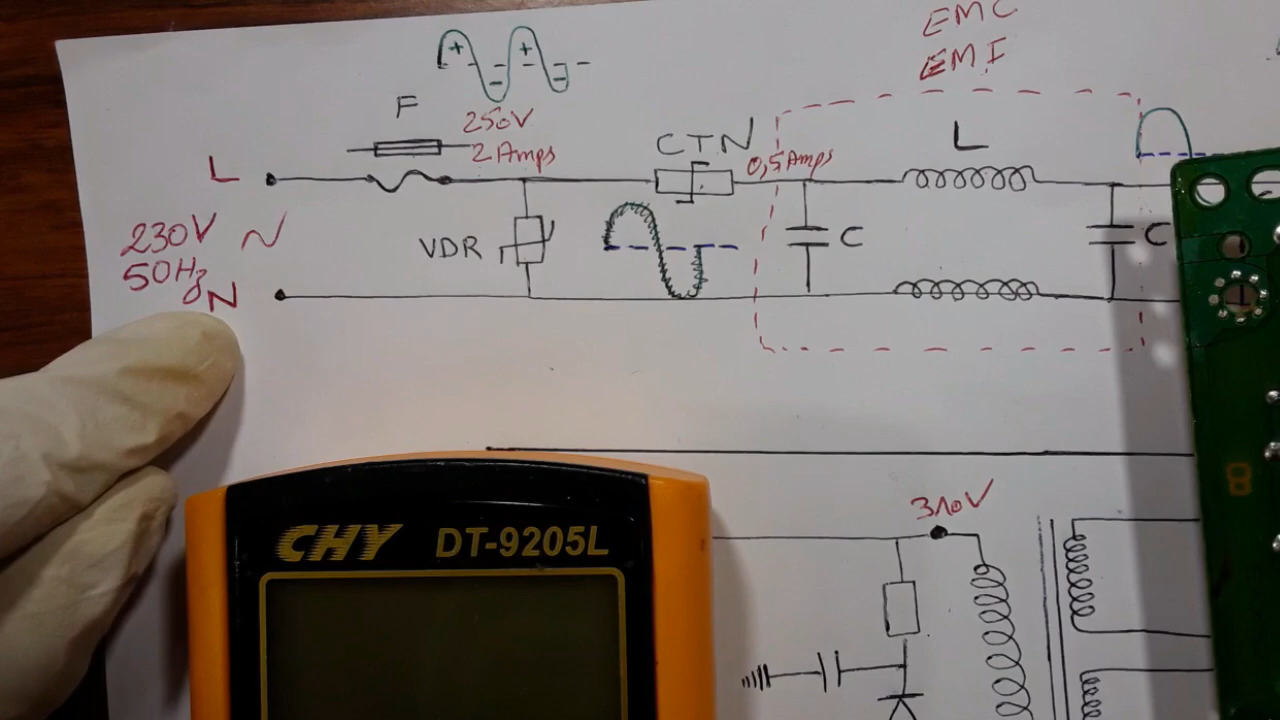 EMC
EMI
F
250V
2 Amps
CTN
0,5 Amps
L
L
230V
50Hz
N
VDR
C
C
CHY
DT-9205L
310V